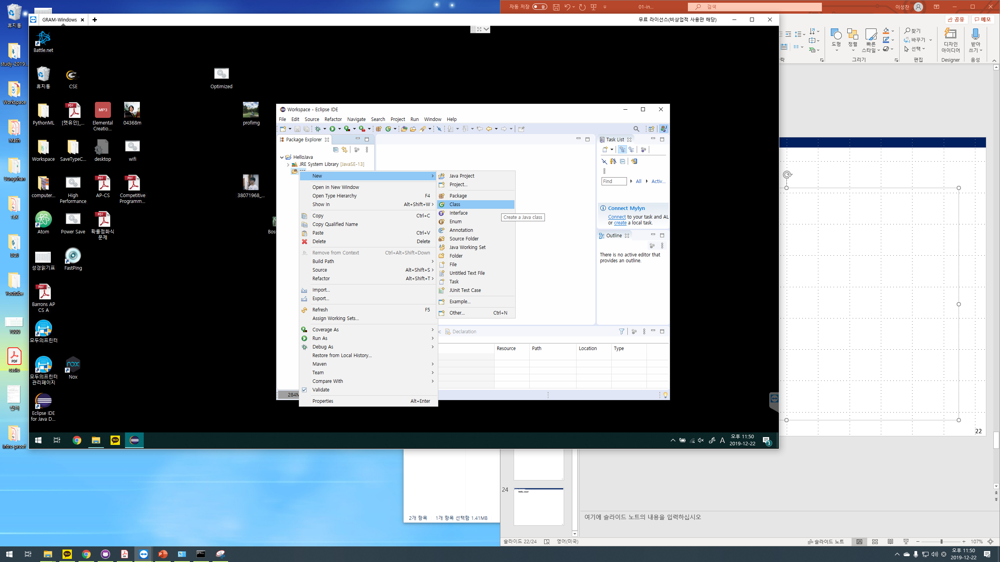 휴지통
study-2019...
Workspace
Math
Sungchan
TeX
BOJ
Youtube
1000
casio
캡처
intro-proof
GRAM-Windows
무료 라이선스(비상업적 사용만 해당)
Battle.net
휴지통
CSE
Optimized
PythonML
[렛유인]_...
MP3
Elemental
Creatio...
04368m
profimg
Workspace
SaveTypeC...
desktop
wifi
computer...
High
Performance
AP-CS
Competitive
Programm...
38071968_...
Atom
Power Save
확률점화식
문제
Boss
성경읽기표
FastPing
Barrons AP
CS A
모두의프린터
모두의프린터
관리페이지
nox
Nox
Eclipse IDE
for Java D...
Workspace - Eclipse IDE
File Edit Source Refactor Navigate Search Project Run Window Help
Package Explorer
HelloJava
JRE System Library [JavaSE-13]
New
Open in New Window
Open Type Hierarchy F4
Show In Alt+Shift+W
Copy Ctrl+C
Copy Qualified Name
Paste Ctrl+V
Delete Delete
Remove from Context Ctrl+Alt+Shift+Down
Build Path
Source Alt+Shift+S
Refactor Alt+Shift+T
Import...
Export...
Refresh F5
Assign Working Sets...
Coverage As
Run As
Debug As
Restore from Local History...
Maven
Team
Compare With
Validate
Properties Alt+Enter
Java Project
Project...
Package
Class
Interface
Enum
Annotation
Source Folder
Java Working Set
Folder
File
Untitled Text File
Task
JUnit Test Case
Example...
Other... Ctrl+N
Create a Java class
Task List
Find All Activ...
Connect Mylyn
Connect to your task and AL
or create a local task.
Outline
There is no active editor that
provides an outline.
Declaration
Resource Path Location Type
284M
TALK
A
오후 11:50
2019-12-22
3
자동 저장
01-in...
검색
이성찬
공유
메모
도형
정렬
빠른
스타일
찾기
바꾸기
선택
디자인
아이디어
받아
쓰기
그리기
편집
Designer
음성
22
2개 항목 1개 항목 선택함 1.41MB
24
Hello, Java!
여기에 슬라이드 노트의 내용을 입력하십시오
슬라이드 22/24
영어(미국)
슬라이드 노트
107%
TALK
오후 11:50
2019-12-22